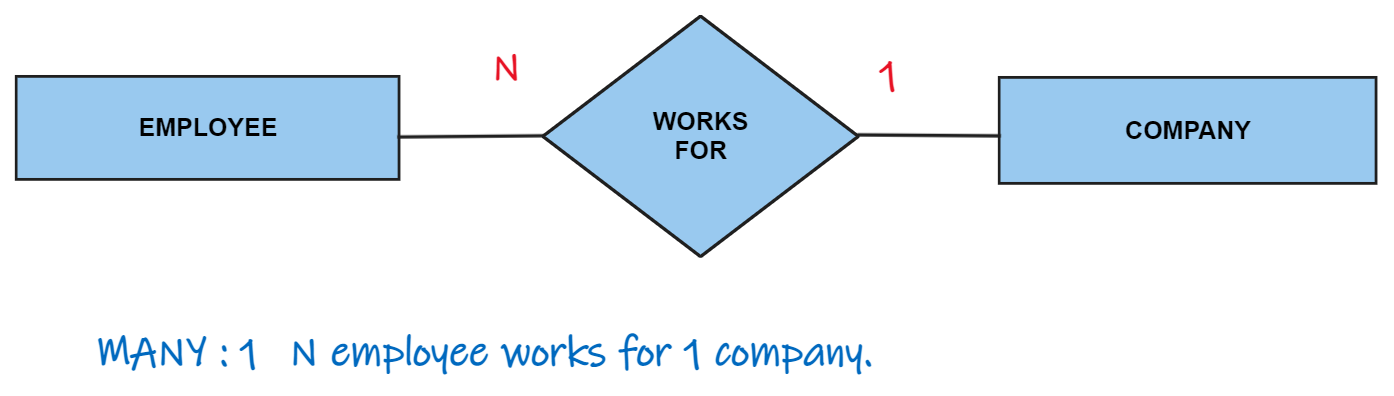 N
1
EMPLOYEE
WORKS
FOR
COMPANY
MANY : 1 N employee works for 1 company.